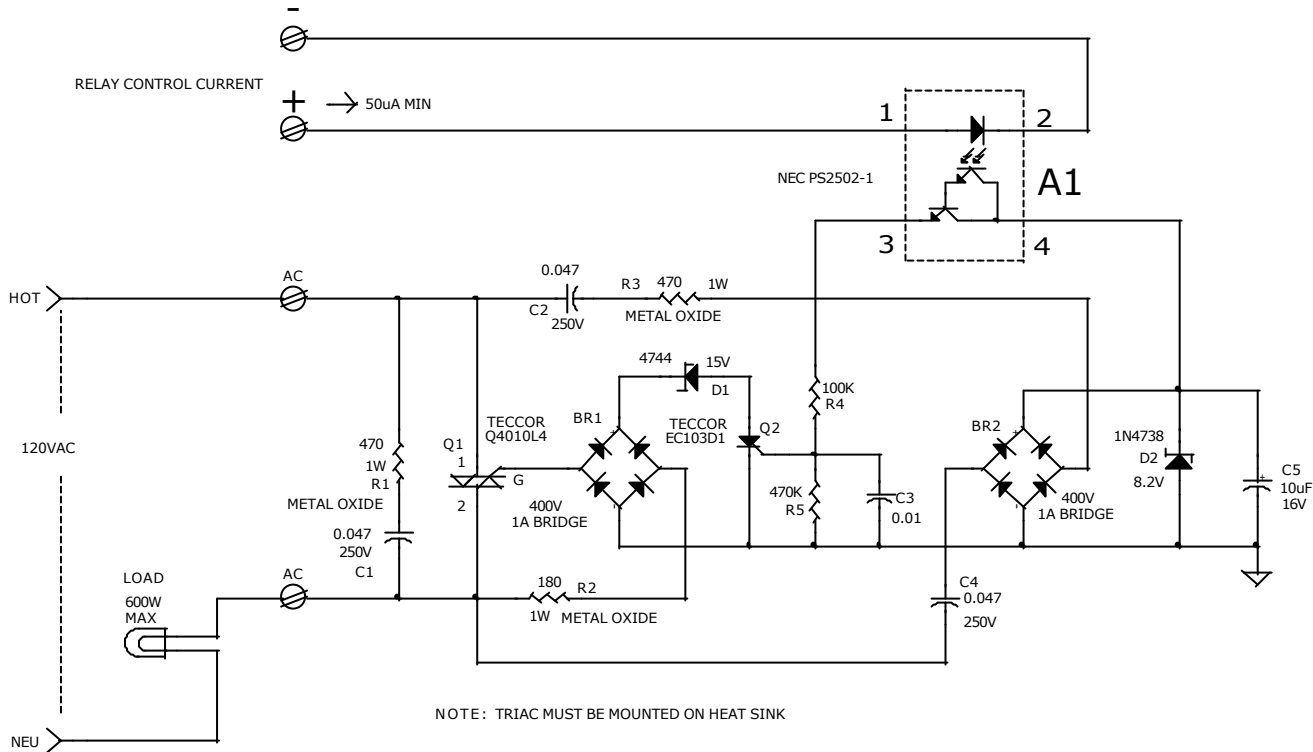 -
RELAY CONTROL CURRENT
+
50uA MIN
1
2
NEC PS2502-1
A1
3
4
HOT
AC
0.047
C2
250V
R3
470
1W
METAL OXIDE
4744
15V
D1
100K
R4
TECCOR
Q4010L4
BR1
TECCOR
EC103D1
Q2
BR2
1N4738
D2
8.2V
120VAC
470
1W
R1
METAL OXIDE
Q1
1
G
2
+
-
400V
1A BRIDGE
470K
R5
C3
0.01
+
-
400V
1A BRIDGE
+
C5
10uF
16V
0.047
250V
C1
LOAD
600W
MAX
AC
180
R2
1W
METAL OXIDE
C4
0.047
250V
NOTE: TRIAC MUST BE MOUNTED ON HEAT SINK
NEU